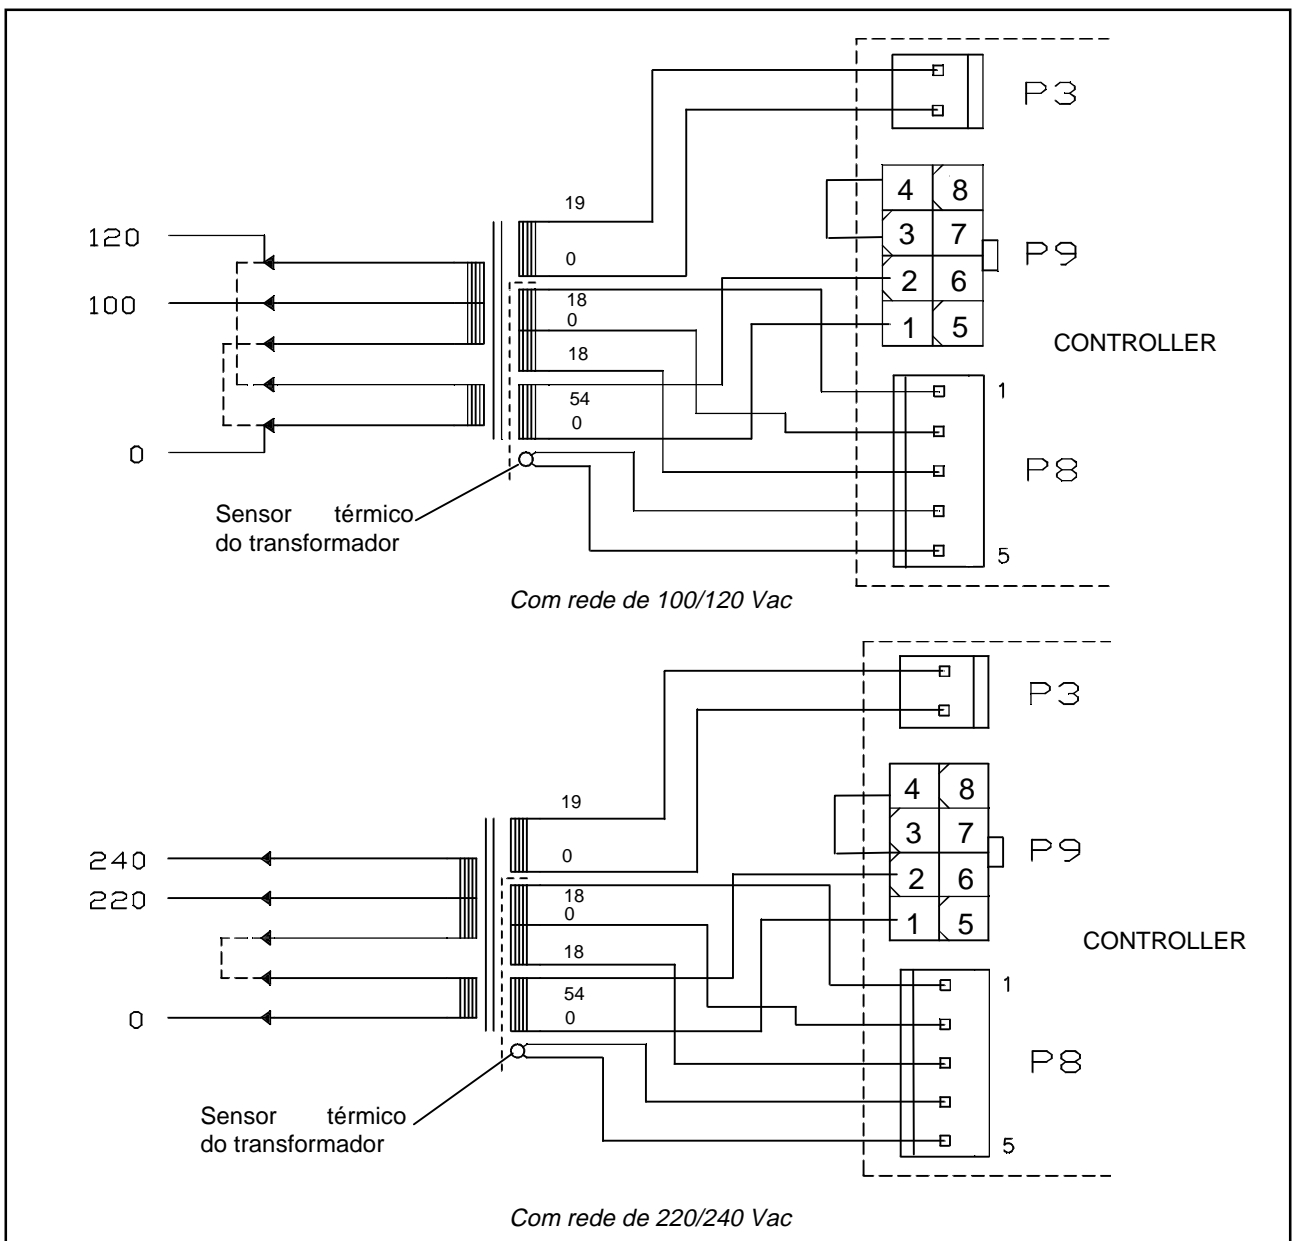 P3
19
4 8
120
0
3 7
P9
2 6
100
18
0
1 5
CONTROLLER
18
1
54
0
0
P8
Sensor térmico
do transformador
5
Com rede de 100/120 Vac
P3
4 8
19
3 7
P9
240
0
2 6
220
18
0
1 5
CONTROLLER
18
1
54
0
0
P8
Sensor térmico
do transformador
5
Com rede de 220/240 Vac